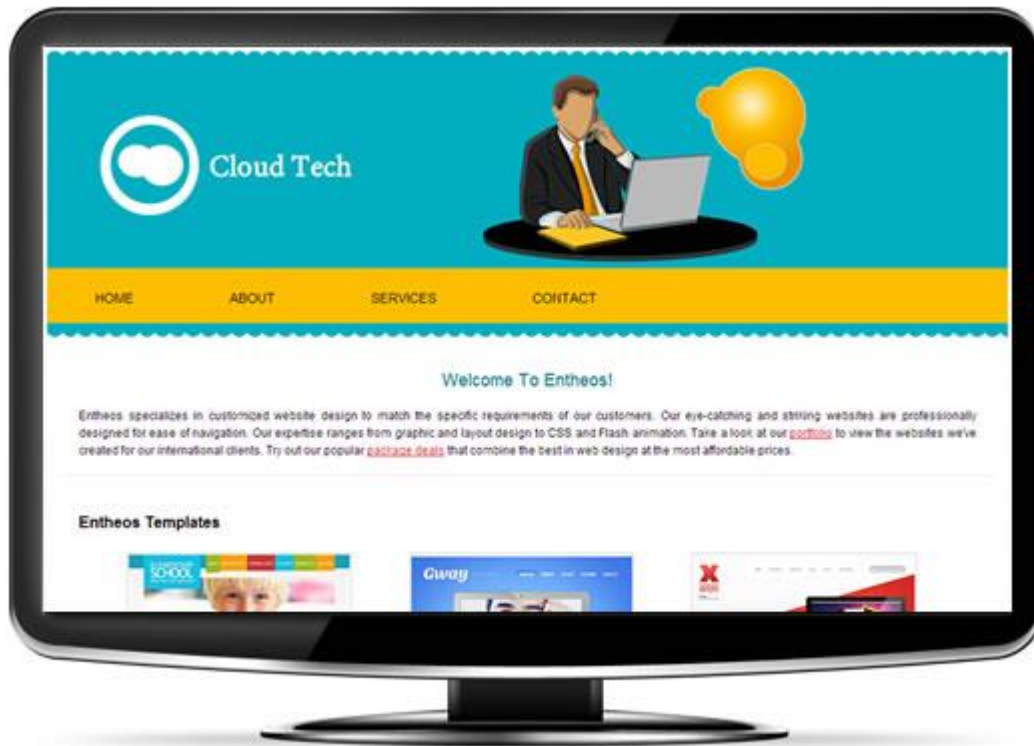 Cloud Tech
HOME ABOUT SERVICES CONTACT
Welcome To Entheos!
Entheos specializes in customized website design to match the specific requirements of our customers. Our eye-catching and striking websites are professionally
designed for ease of navigation. Our expertise ranges from graphic and layout design to CSS and Flash animation. Take a look at our portfolio to view the websites we've
created for our international clients. Try out our popular package deals that combine the best in web design at the most affordable prices.
Entheos Templates
SCHOOL
Gway
X